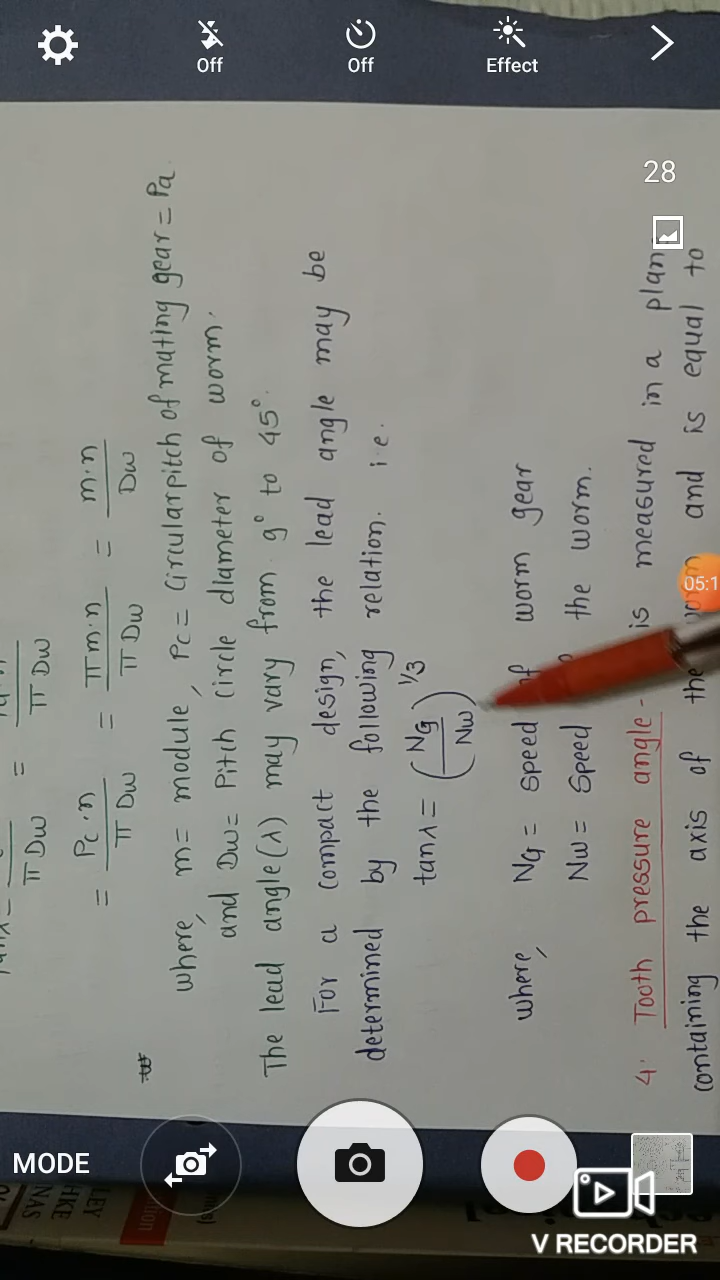 Off
Off
Effect
28
= Pc·n / πDw = πm·n / πDw = m·n / Dw
where, m= module, Pc= Circularpitch of mating gear = Pa
and Dw= Pitch circle diameter of worm.
The lead angle(λ) may vary from 9° to 45°.
For a compact design, the lead angle may be
determined by the following relation. i.e.
tanλ = (NG / Nw)^1/3
where, NG = speed of worm gear
Nw = Speed the worm.
4. Tooth pressure angle- is measured in a plan
containing the axis of the worm and is equal to
05:1
MODE
V RECORDER